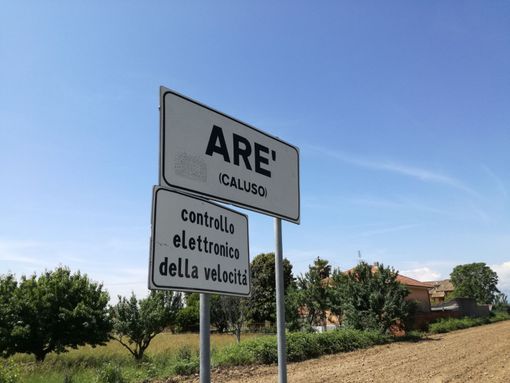 ARE'
(CALUSO)
controllo
elettronico
della velocità